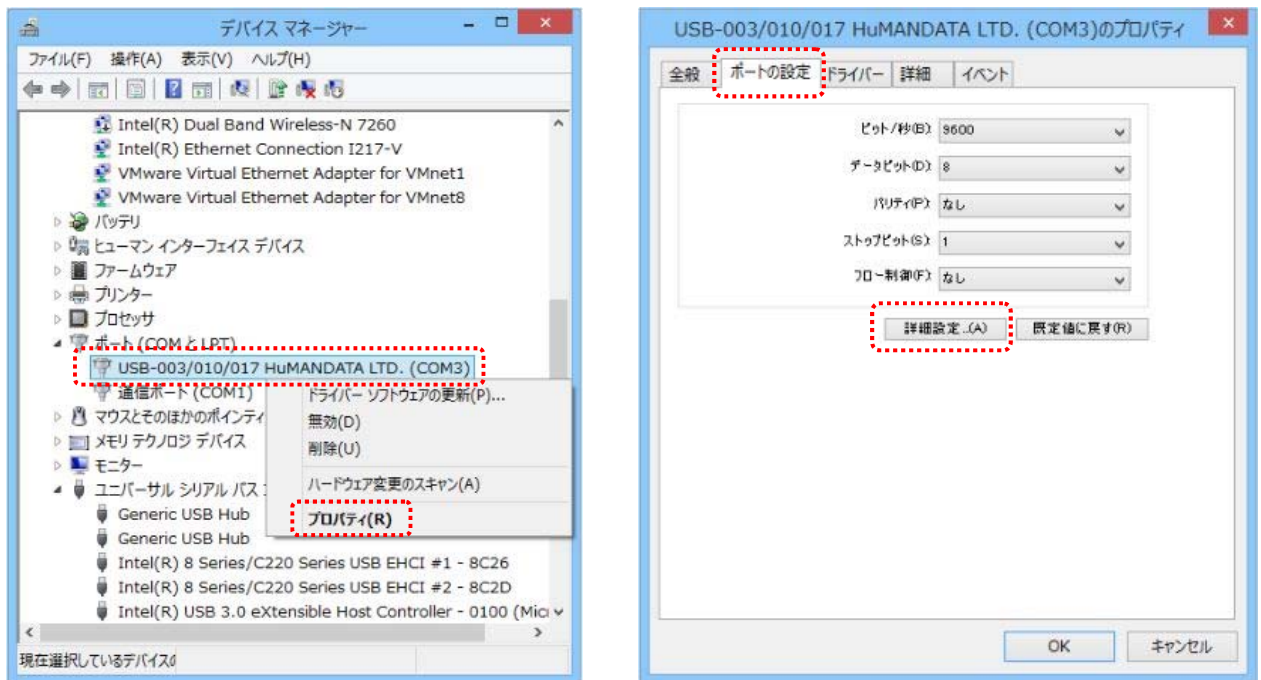 デバイス マネージャー
ファイル(F) 操作(A) 表示(V) ヘルプ(H)
Intel(R) Dual Band Wireless-N 7260
Intel(R) Ethernet Connection I217-V
VMware Virtual Ethernet Adapter for VMnet1
VMware Virtual Ethernet Adapter for VMnet8
バッテリ
ヒューマン インターフェイス デバイス
ファームウェア
プリンター
プロセッサ
ポート (COM と LPT)
USB-003/010/017 HuMANDATA LTD. (COM3)
通信ポート (COM1)
マウスとそのほかのポインティ
メモリ テクノロジ デバイス
モニター
ユニバーサル シリアル バス
Generic USB Hub
Generic USB Hub
Intel(R) 8 Series/C220 Series USB EHCI #1 - 8C26
Intel(R) 8 Series/C220 Series USB EHCI #2 - 8C2D
Intel(R) USB 3.0 eXtensible Host Controller - 0100 (Mic
現在選択しているデバイスの
ドライバー ソフトウェアの更新(P)...
無効(D)
削除(U)
ハードウェア変更のスキャン(A)
プロパティ(R)
USB-003/010/017 HuMANDATA LTD. (COM3)のプロパティ
全般 ポートの設定 ドライバー 詳細 イベント
ビット/秒(B): 9600
データビット(D): 8
パリティ(P): なし
ストップビット(S): 1
フロー制御(F): なし
詳細設定...(A) 既定値に戻す(R)
OK キャンセル